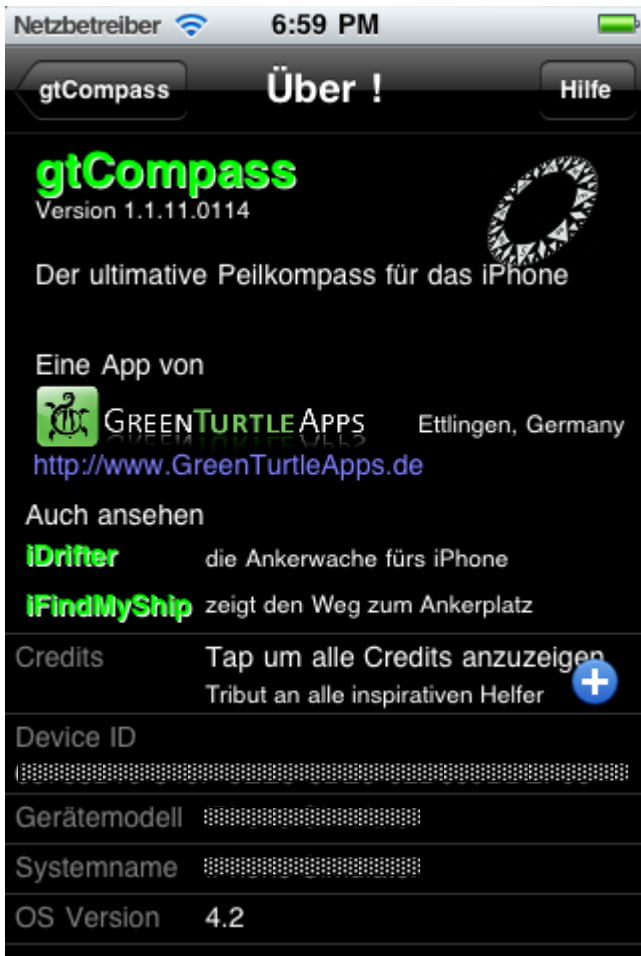 Netzbetreiber 6:59 PM
gtCompass Über ! Hilfe
gtCompass
Version 1.1.11.0114
Der ultimative Peilkompass für das iPhone
Eine App von
GREENTURTLEAPPS Ettlingen, Germany
http://www.GreenTurtleApps.de
Auch ansehen
iDrifter die Ankerwache fürs iPhone
iFindMyShip zeigt den Weg zum Ankerplatz
Credits Tap um alle Credits anzuzeigen
Tribut an alle inspirativen Helfer
Device ID
Gerätemodell
Systemname
OS Version 4.2